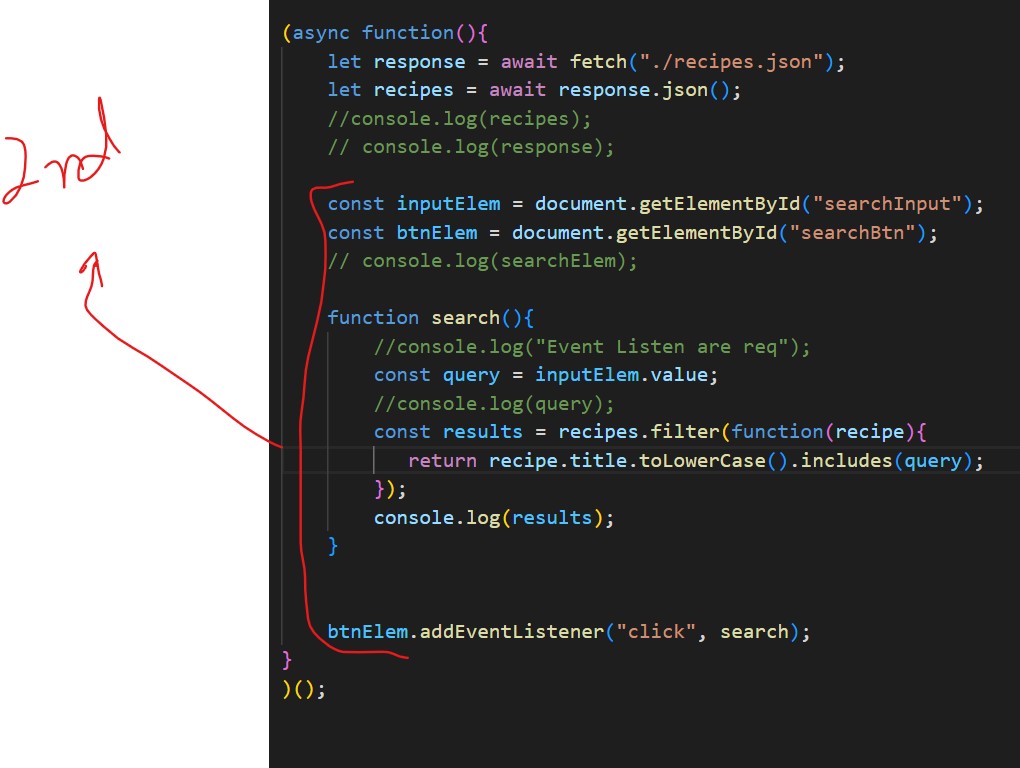 2nd
(async function(){
let response = await fetch("./recipes.json");
let recipes = await response.json();
//console.log(recipes);
// console.log(response);
const inputElem = document.getElementById("searchInput");
const btnElem = document.getElementById("searchBtn");
// console.log(searchElem);
function search(){
//console.log("Event Listen are req");
const query = inputElem.value;
//console.log(query);
const results = recipes.filter(function(recipe){
return recipe.title.toLowerCase().includes(query);
});
console.log(results);
}
btnElem.addEventListener("click", search);
}
)();